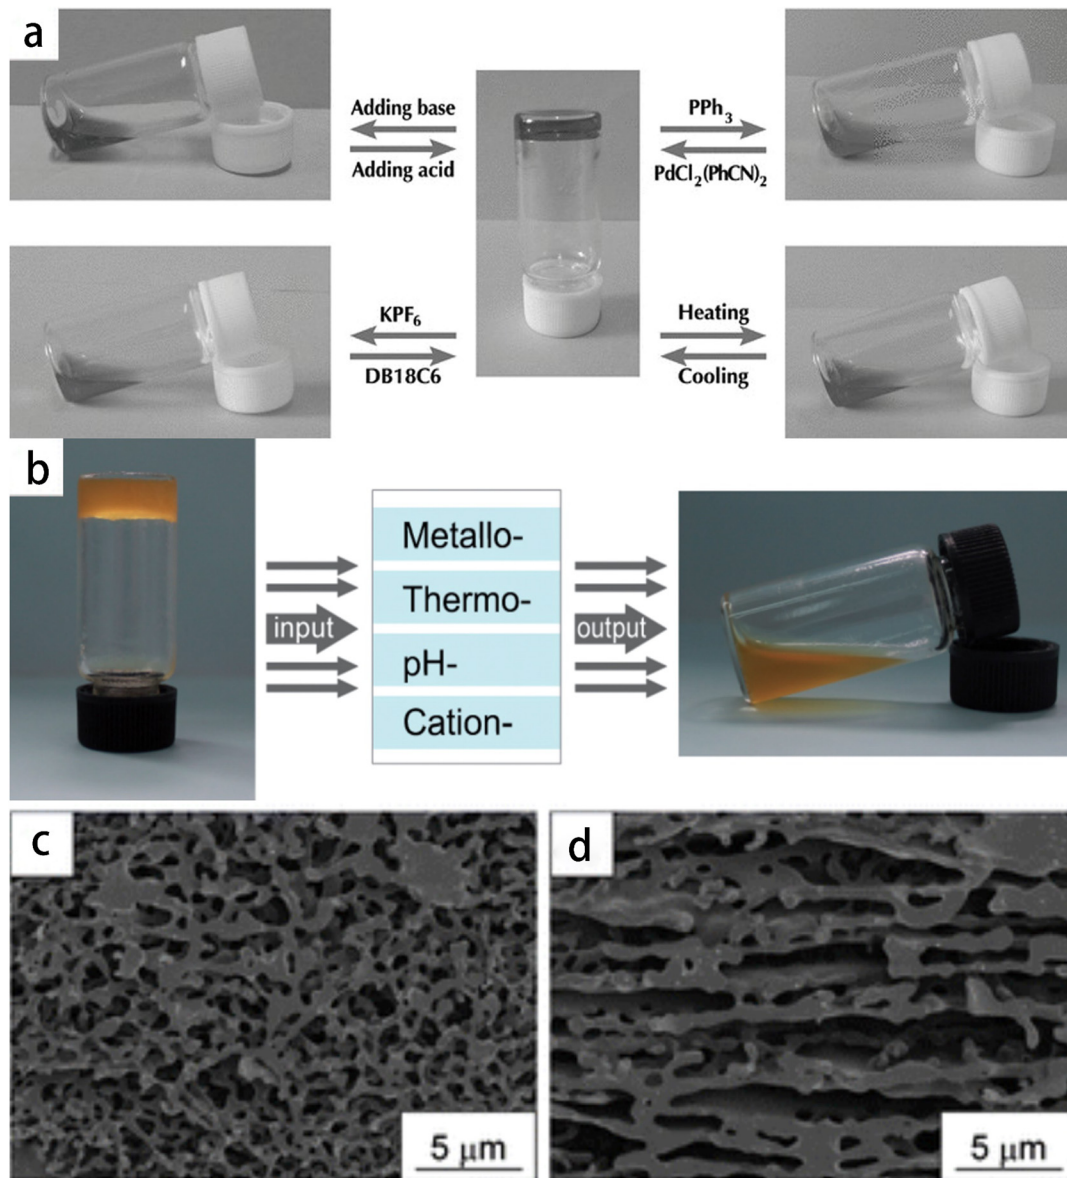 a
Adding base
Adding acid
PPh₃
PdCl₂(PhCN)₂
KPF₆
DB18C6
Heating
Cooling
b
input
Metallo-
Thermo-
pH-
Cation-
output
c
5 μm
d
5 μm